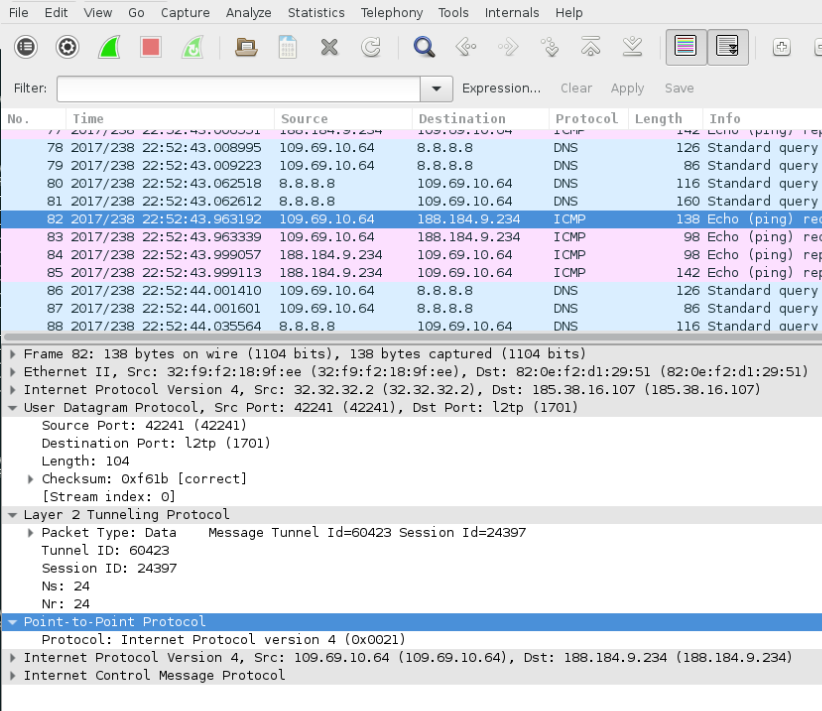 File Edit View Go Capture Analyze Statistics Telephony Tools Internals Help
Filter: Expression... Clear Apply Save
No. Time Source Destination Protocol Length Info
77 2017/238 22:52:43.000551 188.184.9.234 109.69.10.64 ICMP 142 Echo (ping) rep
78 2017/238 22:52:43.008995 109.69.10.64 8.8.8.8 DNS 126 Standard query
79 2017/238 22:52:43.009223 109.69.10.64 8.8.8.8 DNS 86 Standard query
80 2017/238 22:52:43.062518 8.8.8.8 109.69.10.64 DNS 116 Standard query
81 2017/238 22:52:43.062612 8.8.8.8 109.69.10.64 DNS 160 Standard query
82 2017/238 22:52:43.963192 109.69.10.64 188.184.9.234 ICMP 138 Echo (ping) rec
83 2017/238 22:52:43.963339 109.69.10.64 188.184.9.234 ICMP 98 Echo (ping) rec
84 2017/238 22:52:43.999057 188.184.9.234 109.69.10.64 ICMP 98 Echo (ping) rep
85 2017/238 22:52:43.999113 188.184.9.234 109.69.10.64 ICMP 142 Echo (ping) rep
86 2017/238 22:52:44.001410 109.69.10.64 8.8.8.8 DNS 126 Standard query
87 2017/238 22:52:44.001601 109.69.10.64 8.8.8.8 DNS 86 Standard query
88 2017/238 22:52:44.035564 8.8.8.8 109.69.10.64 DNS 116 Standard query
Frame 82: 138 bytes on wire (1104 bits), 138 bytes captured (1104 bits)
Ethernet II, Src: 32:f9:f2:18:9f:ee (32:f9:f2:18:9f:ee), Dst: 82:0e:f2:d1:29:51 (82:0e:f2:d1:29:51)
Internet Protocol Version 4, Src: 32.32.32.2 (32.32.32.2), Dst: 185.38.16.107 (185.38.16.107)
User Datagram Protocol, Src Port: 42241 (42241), Dst Port: l2tp (1701)
Source Port: 42241 (42241)
Destination Port: l2tp (1701)
Length: 104
Checksum: 0xf61b [correct]
[Stream index: 0]
Layer 2 Tunneling Protocol
Packet Type: Data Message Tunnel Id=60423 Session Id=24397
Tunnel ID: 60423
Session ID: 24397
Ns: 24
Nr: 24
Point-to-Point Protocol
Protocol: Internet Protocol version 4 (0x0021)
Internet Protocol Version 4, Src: 109.69.10.64 (109.69.10.64), Dst: 188.184.9.234 (188.184.9.234)
Internet Control Message Protocol